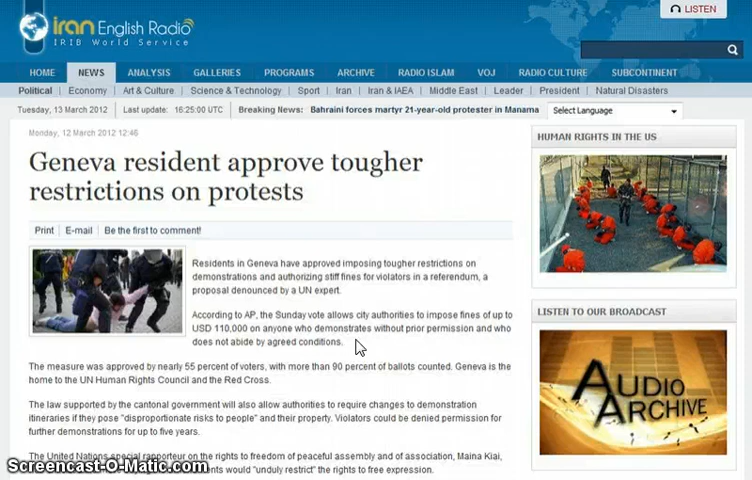 LISTEN
iran English Radio
IRIB World Service
HOME NEWS ANALYSIS GALLERIES PROGRAMS ARCHIVE RADIO ISLAM VOJ RADIO CULTURE SUBCONTINENT
Political Economy Art & Culture Science & Technology Sport Iran Iran & IAEA Middle East Leader President Natural Disasters
Tuesday, 13 March 2012 Last update: 16:25:00 UTC Breaking News: Bahraini forces martyr 21-year-old protester in Manama Select Language
Monday, 12 March 2012 12:46
Geneva resident approve tougher
restrictions on protests
Print E-mail Be the first to comment!
Residents in Geneva have approved imposing tougher restrictions on
demonstrations and authorizing stiff fines for violators in a referendum, a
proposal denounced by a UN expert.
According to AP, the Sunday vote allows city authorities to impose fines of up to
USD 110,000 on anyone who demonstrates without prior permission and who
does not abide by agreed conditions.
The measure was approved by nearly 55 percent of voters, with more than 90 percent of ballots counted. Geneva is the
home to the UN Human Rights Council and the Red Cross.
The law supported by the cantonal government will also allow authorities to require changes to demonstration
itineraries if they pose "disproportionate risks to people" and their property. Violators could be denied permission for
further demonstrations for up to five years.
The United Nations special rapporteur on the rights to freedom of peaceful assembly and of association, Maina Kiai,
ents would "unduly restrict" the rights to free expression.
HUMAN RIGHTS IN THE US
LISTEN TO OUR BROADCAST
AUDIO
ARCHIVE
Screencast-O-Matic.com